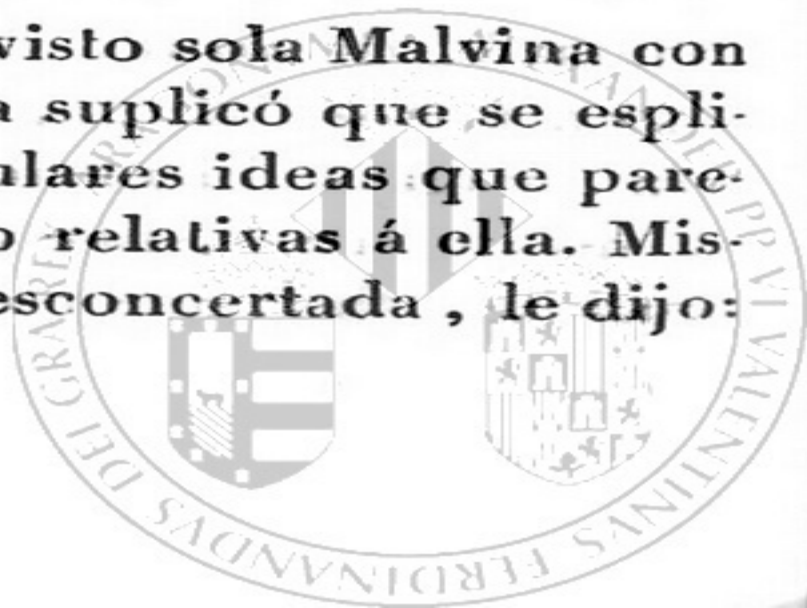 visto sola Malvina con
suplicó que se espli-
ulares ideas que pare-
o relativas á ella. Mis-
esconcertada , le dijo: